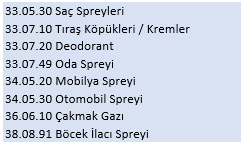 33.05.30 Saç Spreyleri
33.07.10 Tıraş Köpükleri / Kremler
33.07.20 Deodorant
33.07.49 Oda Spreyi
34.05.20 Mobilya Spreyi
34.05.30 Otomobil Spreyi
36.06.10 Çakmak Gazı
38.08.91 Böcek İlacı Spreyi